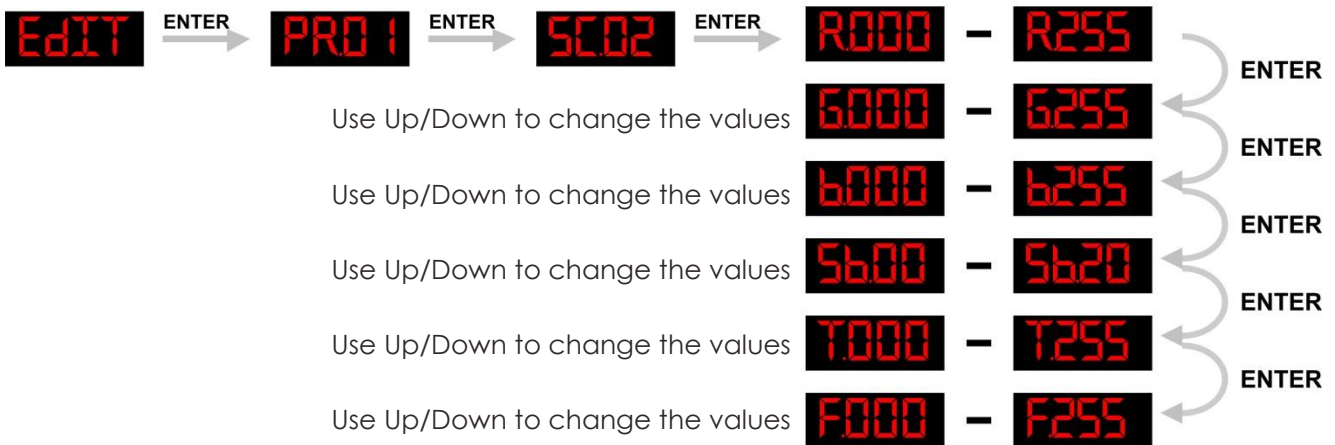 EdIT ENTER PR.01 ENTER SC.02 ENTER R.000 - R.255
ENTER
Use Up/Down to change the values G.000 - G.255
ENTER
Use Up/Down to change the values b.000 - b.255
ENTER
Use Up/Down to change the values Sb.00 - Sb.20
ENTER
Use Up/Down to change the values T.000 - T.255
ENTER
Use Up/Down to change the values F.000 - F.255